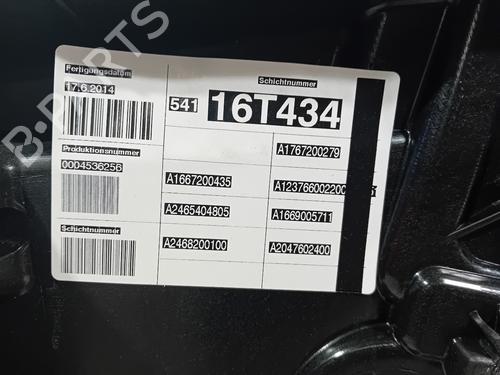 Fertigungsdatum
17.6.2014
Schichtnummer
541 16T434
Produktionsnummer
0004536256
A1767200279
A1667200435
A2465404805
A1669005711
Schichtnummer
A2468200100
A2047602400
B-PARTS